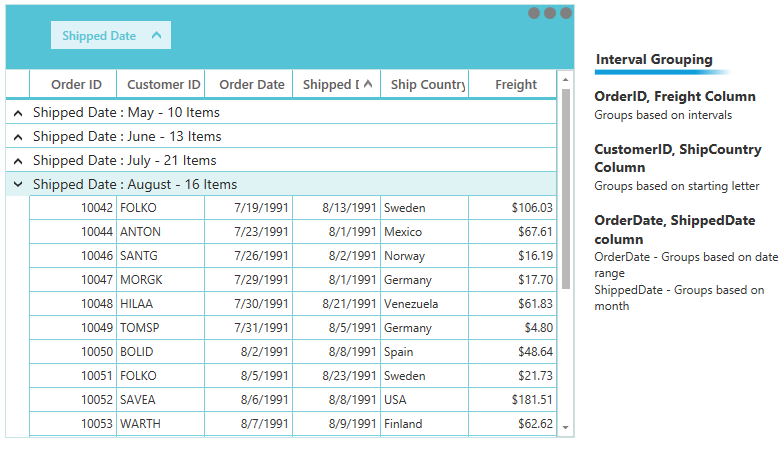 Shipped Date
Order ID Customer ID Order Date Shipped D Ship Country Freight
Shipped Date : May - 10 Items
Shipped Date : June - 13 Items
Shipped Date : July - 21 Items
Shipped Date : August - 16 Items
10042 FOLKO 7/19/1991 8/13/1991 Sweden $106.03
10044 ANTON 7/23/1991 8/1/1991 Mexico $67.61
10046 SANTG 7/26/1991 8/2/1991 Norway $16.19
10047 MORGK 7/29/1991 8/1/1991 Germany $17.70
10048 HILAA 7/30/1991 8/21/1991 Venezuela $61.83
10049 TOMSP 7/31/1991 8/5/1991 Germany $4.80
10050 BOLID 8/2/1991 8/8/1991 Spain $48.64
10051 FOLKO 8/5/1991 8/23/1991 Sweden $21.73
10052 SAVEA 8/6/1991 8/8/1991 USA $181.51
10053 WARTH 8/7/1991 8/9/1991 Finland $62.62
Interval Grouping
OrderID, Freight Column
Groups based on intervals
CustomerID, ShipCountry
Column
Groups based on starting letter
OrderDate, ShippedDate
column
OrderDate - Groups based on date
range
ShippedDate - Groups based on
month